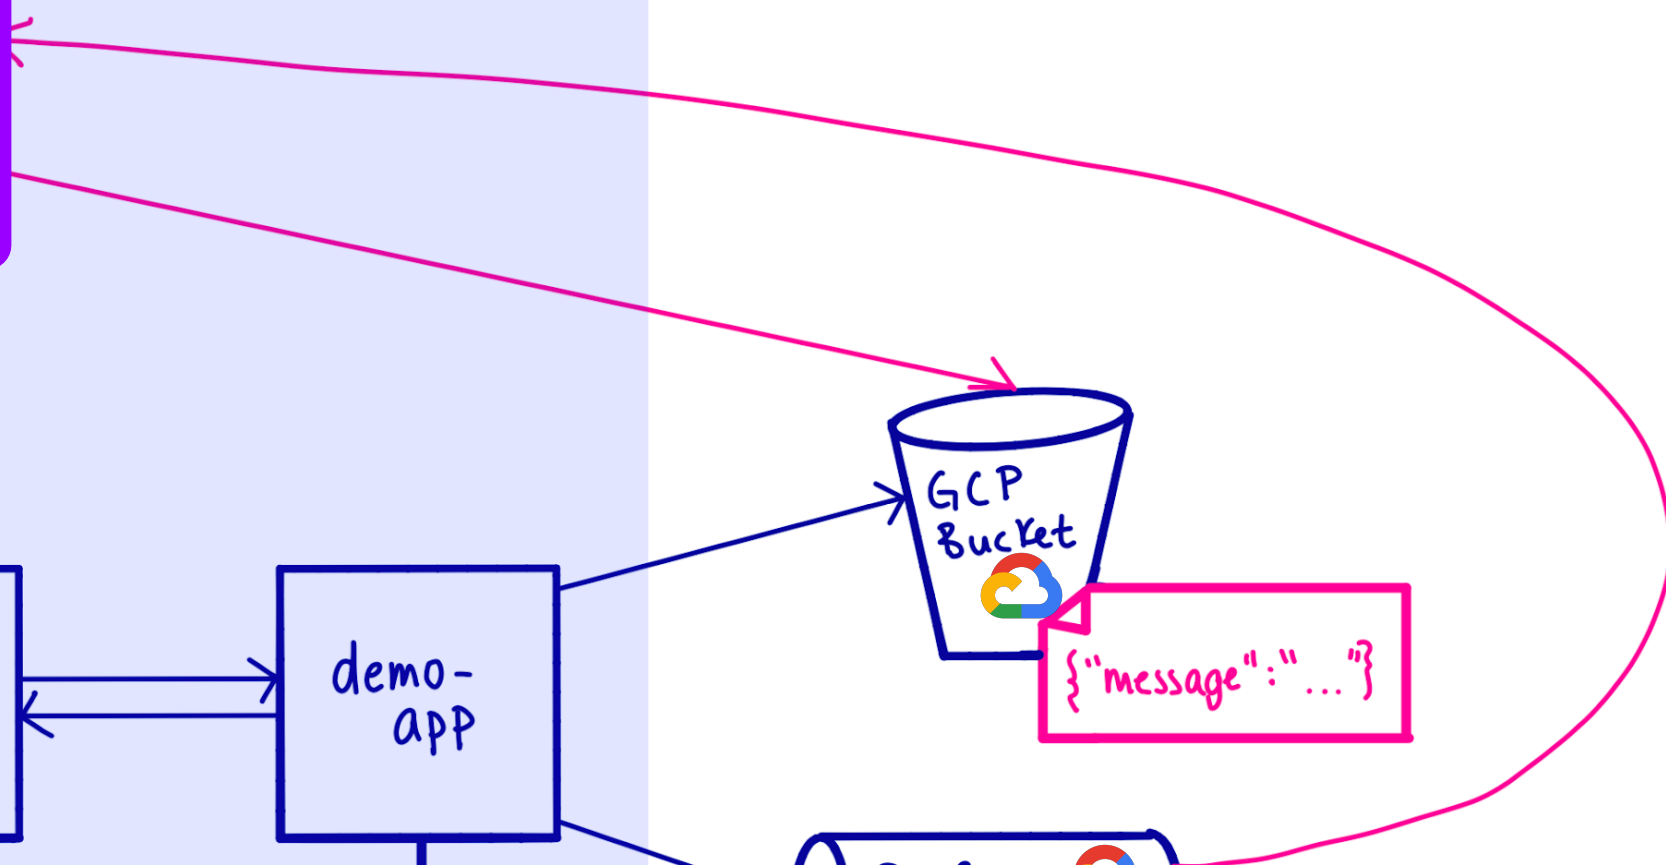 GCP
Bucket
demo-
app
{"message":"..."}